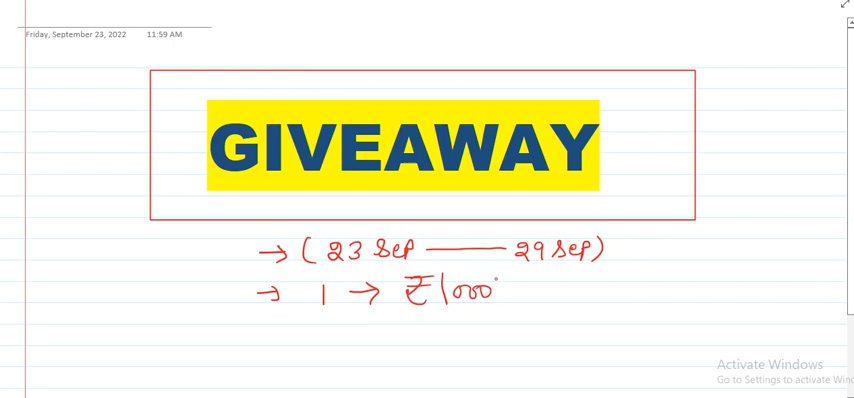 Friday, September 23, 2022 11:59 AM
GIVEAWAY
→ (23 Sep —— 29 Sep)
→ 1 → ₹1000
Activate Windows
Go to Settings to activate Win